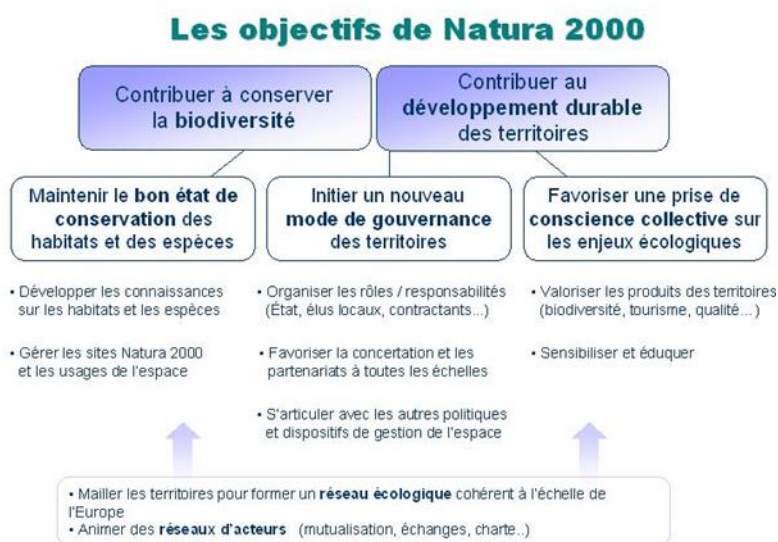 Les objectifs de Natura 2000
Contribuer à conserver
la biodiversité
Contribuer au
développement durable
des territoires
Maintenir le bon état de
conservation des
habitats et des espèces
Initier un nouveau
mode de gouvernance
des territoires
Favoriser une prise de
conscience collective sur
les enjeux écologiques
• Développer les connaissances
sur les habitats et les espèces
• Gérer les sites Natura 2000
et les usages de l'espace
• Organiser les rôles / responsabilités
(État, élus locaux, contractants...)
• Favoriser la concertation et les
partenariats à toutes les échelles
• S'articuler avec les autres politiques
et dispositifs de gestion de l'espace
• Valoriser les produits des territoires
(biodiversité, tourisme, qualité...)
• Sensibiliser et éduquer
• Mailler les territoires pour former un réseau écologique cohérent à l'échelle de
l'Europe
• Animer des réseaux d'acteurs (mutualisation, échanges, charte..)